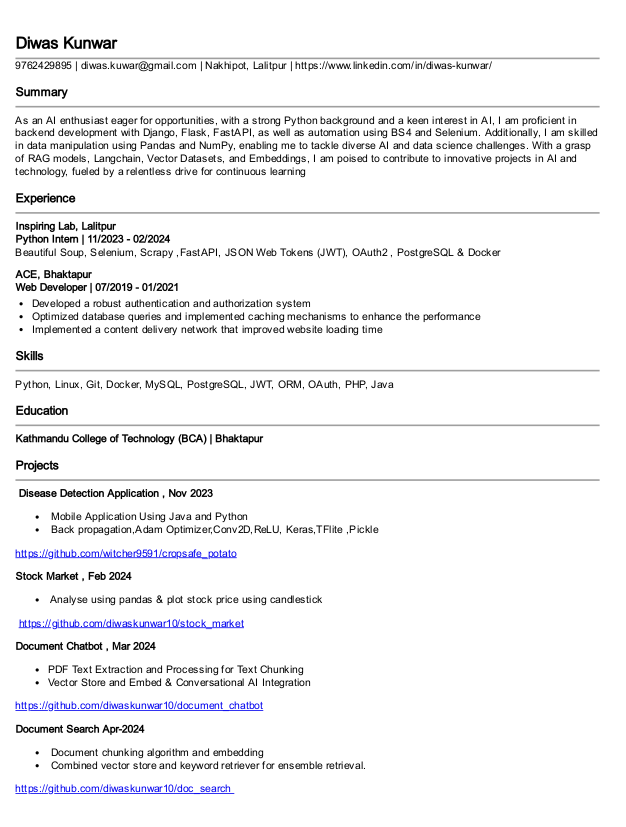 Diwas Kunwar
9762429895 | diwas.kuwar@gmail.com | Nakhipot, Lalitpur | https://www.linkedin.com/in/diwas-kunwar/
Summary
As an AI enthusiast eager for opportunities, with a strong Python background and a keen interest in AI, I am proficient in
backend development with Django, Flask, FastAPI, as well as automation using BS4 and Selenium. Additionally, I am skilled
in data manipulation using Pandas and NumPy, enabling me to tackle diverse AI and data science challenges. With a grasp
of RAG models, Langchain, Vector Datasets, and Embeddings, I am poised to contribute to innovative projects in AI and
technology, fueled by a relentless drive for continuous learning
Experience
Inspiring Lab, Lalitpur
Python Intern | 11/2023 - 02/2024
Beautiful Soup, Selenium, Scrapy ,FastAPI, JSON Web Tokens (JWT), OAuth2 , PostgreSQL & Docker
ACE, Bhaktapur
Web Developer | 07/2019 - 01/2021
• Developed a robust authentication and authorization system
• Optimized database queries and implemented caching mechanisms to enhance the performance
• Implemented a content delivery network that improved website loading time
Skills
Python, Linux, Git, Docker, MySQL, PostgreSQL, JWT, ORM, OAuth, PHP, Java
Education
Kathmandu College of Technology (BCA) | Bhaktapur
Projects
Disease Detection Application , Nov 2023
• Mobile Application Using Java and Python
• Back propagation,Adam Optimizer,Conv2D,ReLU, Keras,TFlite ,Pickle
https://github.com/witcher9591/cropsafe_potato
Stock Market , Feb 2024
• Analyse using pandas & plot stock price using candlestick
https://github.com/diwaskunwar10/stock_market
Document Chatbot , Mar 2024
• PDF Text Extraction and Processing for Text Chunking
• Vector Store and Embed & Conversational AI Integration
https://github.com/diwaskunwar10/document_chatbot
Document Search Apr-2024
• Document chunking algorithm and embedding
• Combined vector store and keyword retriever for ensemble retrieval.
https://github.com/diwaskunwar10/doc_search